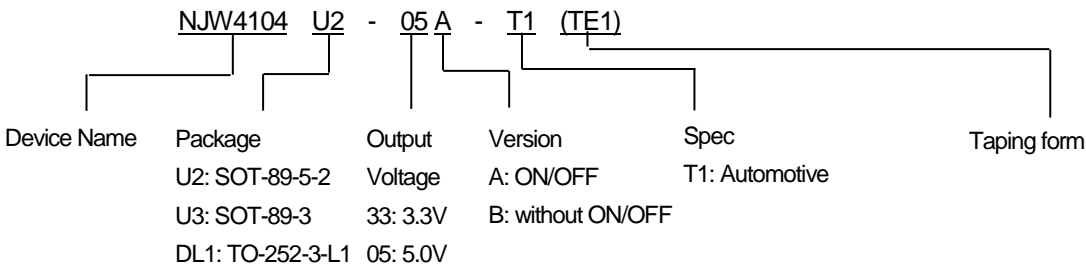 NJW4104 U2 - 05 A - T1 (TE1)
Device Name Package Output Version Spec Taping form
U2: SOT-89-5-2 Voltage A: ON/OFF T1: Automotive
U3: SOT-89-3 33: 3.3V B: without ON/OFF
DL1: TO-252-3-L1 05: 5.0V